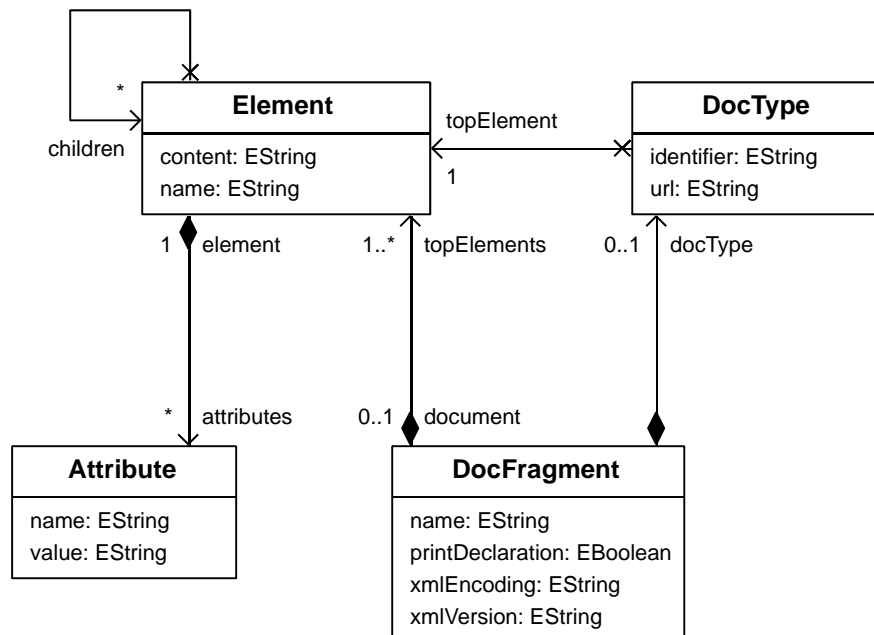 *
children
Element
content: EString
name: EString
topElement
1
DocType
identifier: EString
url: EString
1 element
1..* topElements
0..1 docType
* attributes
0..1 document
Attribute
name: EString
value: EString
DocFragment
name: EString
printDeclaration: EBoolean
xmlEncoding: EString
xmlVersion: EString